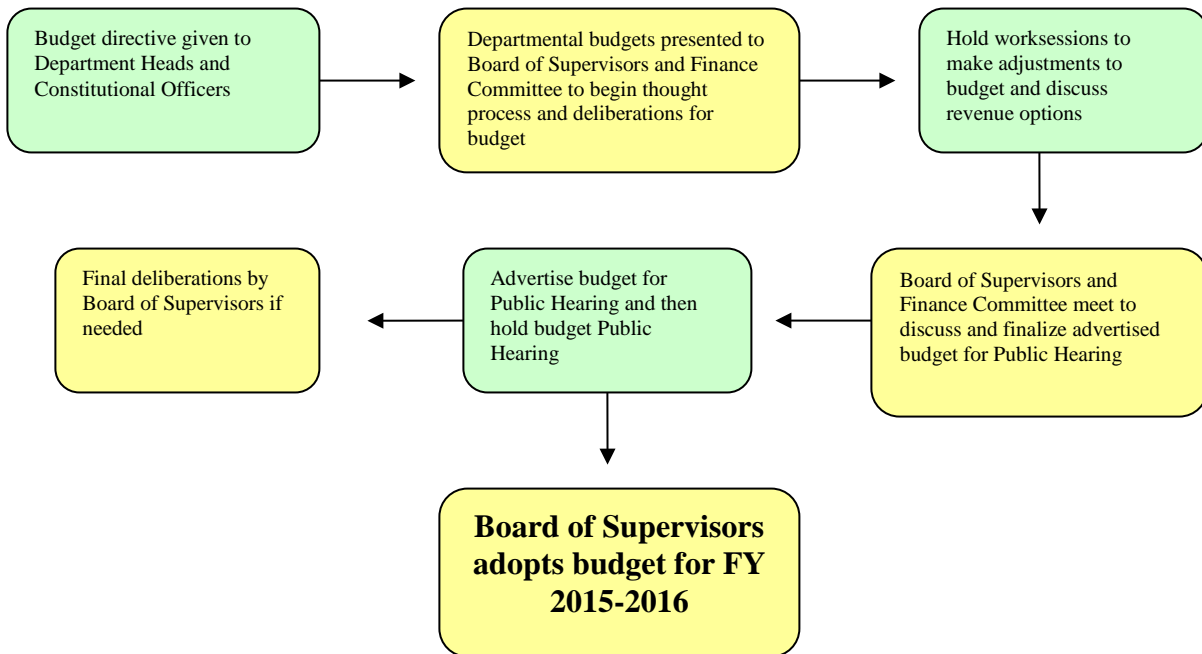 Budget directive given to
Department Heads and
Constitutional Officers
Departmental budgets presented to
Board of Supervisors and Finance
Committee to begin thought
process and deliberations for
budget
Hold worksessions to
make adjustments to
budget and discuss
revenue options
Board of Supervisors and
Finance Committee meet to
discuss and finalize advertised
budget for Public Hearing
Advertise budget for
Public Hearing and then
hold budget Public
Hearing
Final deliberations by
Board of Supervisors if
needed
Board of Supervisors
adopts budget for FY
2015-2016